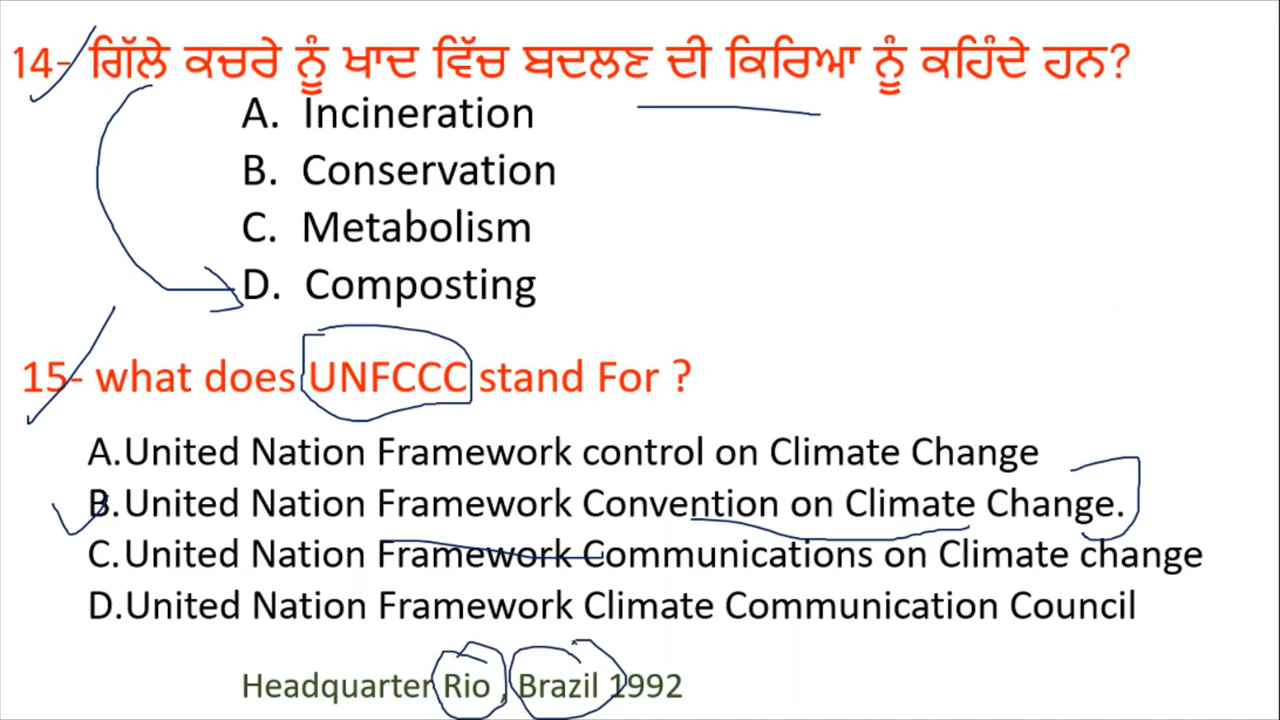 14- ਗਿੱਲੇ ਕਚਰੇ ਨੂੰ ਖਾਦ ਵਿੱਚ ਬਦਲਣ ਦੀ ਕਿਰਿਆ ਨੂੰ ਕਹਿੰਦੇ ਹਨ?
A. Incineration
B. Conservation
C. Metabolism
D. Composting
15- what does UNFCCC stand For ?
A.United Nation Framework control on Climate Change
B.United Nation Framework Convention on Climate Change.
C.United Nation Framework Communications on Climate change
D.United Nation Framework Climate Communication Council
Headquarter Rio , Brazil 1992